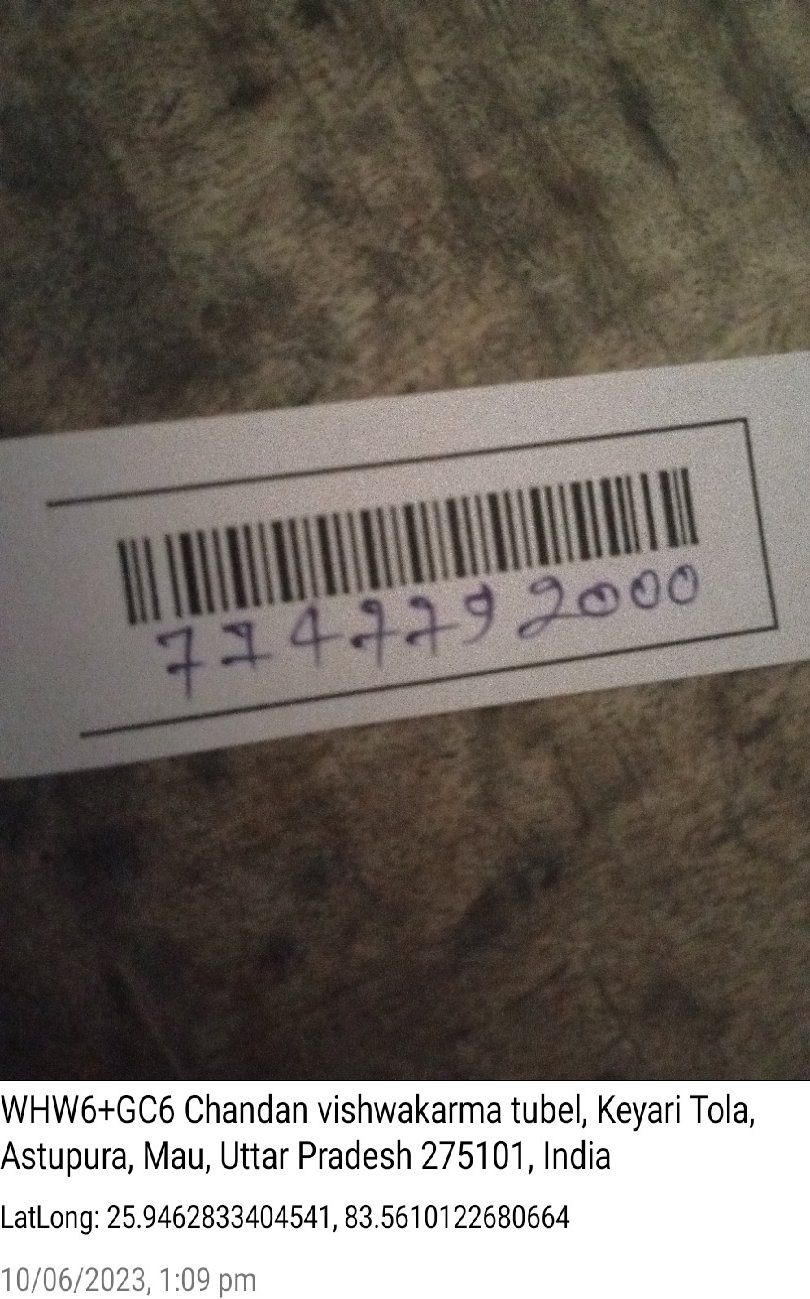 7747792000
WHW6+GC6 Chandan vishwakarma tubel, Keyari Tola,
Astupura, Mau, Uttar Pradesh 275101, India
LatLong: 25.9462833404541, 83.5610122680664
10/06/2023, 1:09 pm